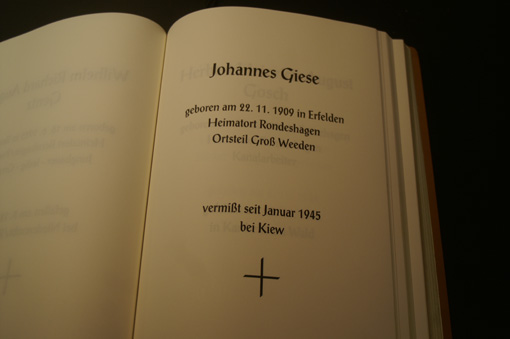 Johannes Giese
geboren am 22. 11. 1909 in Erfelden
Heimatort Rondeshagen
Ortsteil Groß Weeden
vermißt seit Januar 1945
bei Kiew